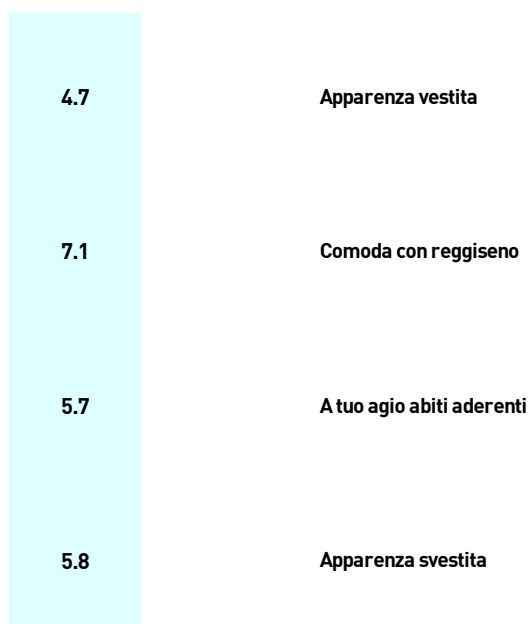 4.7 Apparenza vestita
7.1 Comoda con reggiseno
5.7 A tuo agio abiti aderenti
5.8 Apparenza svestita